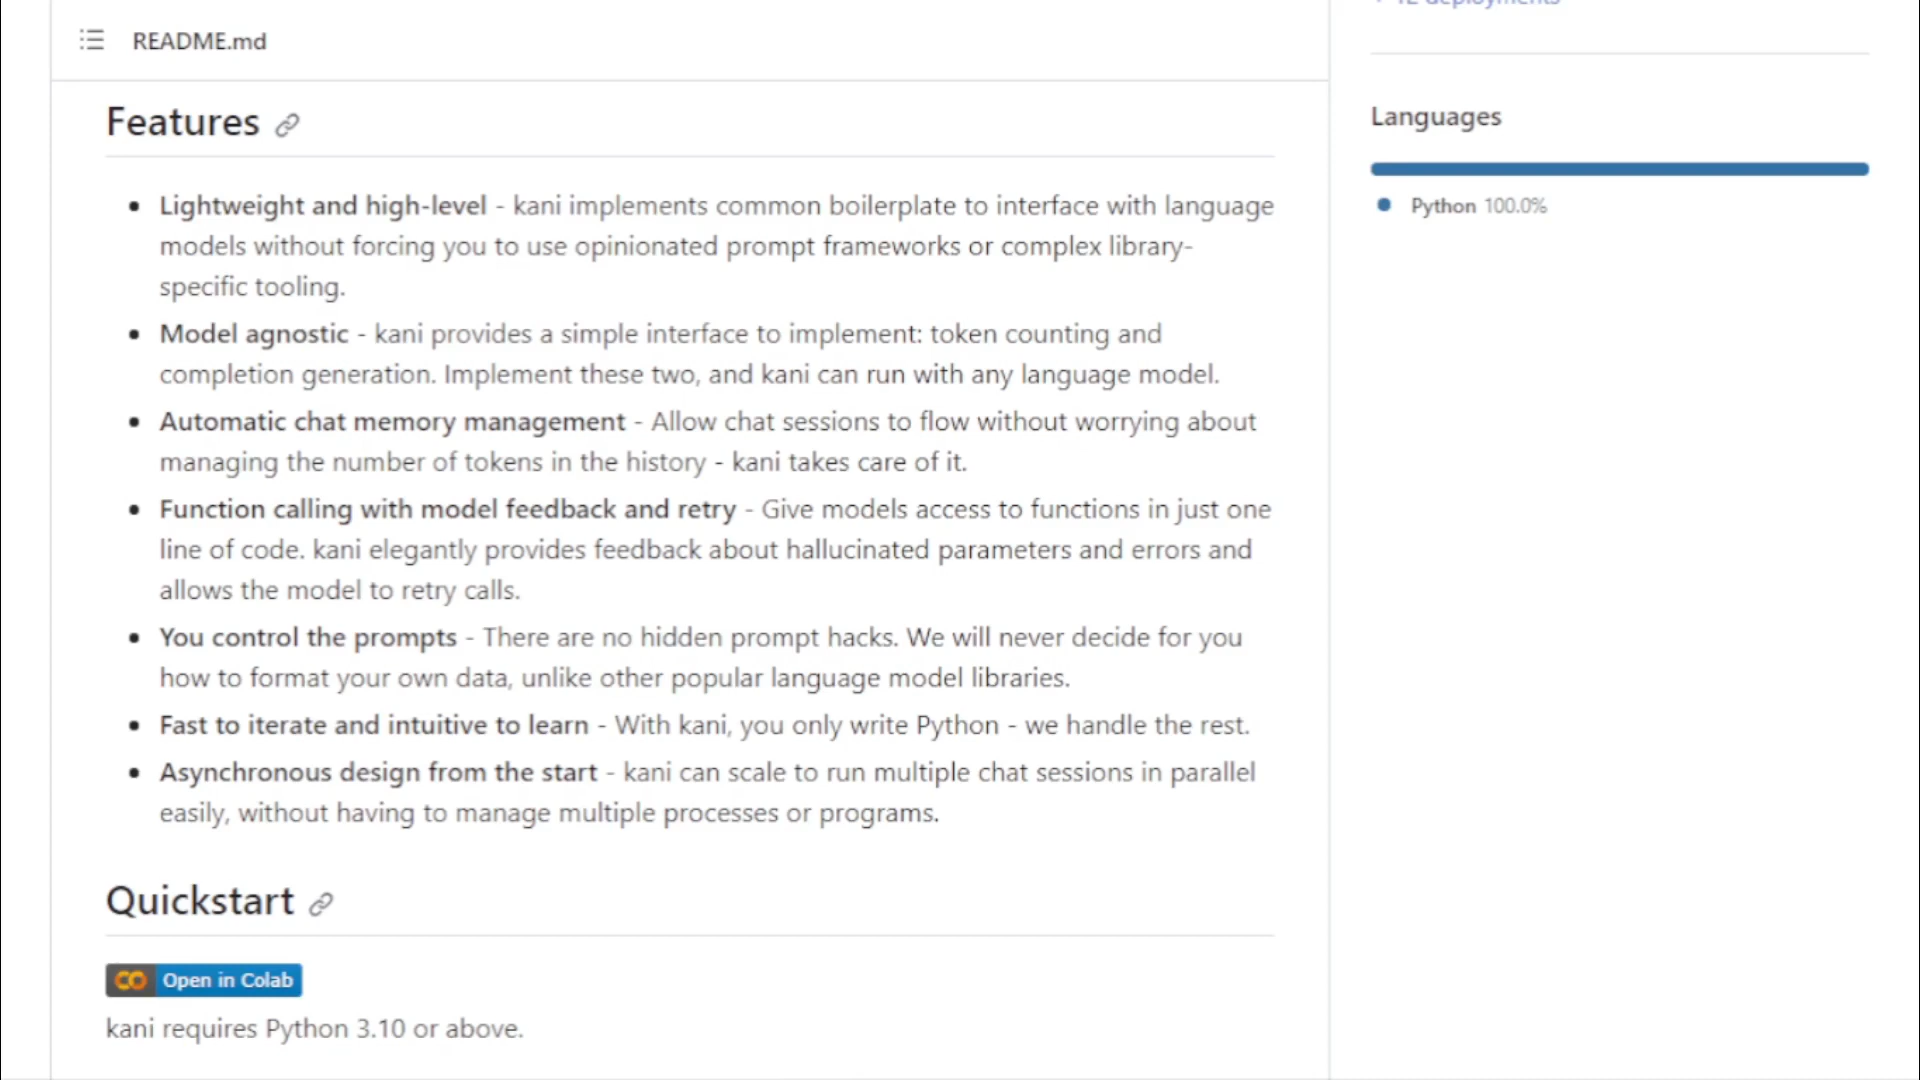 12 deployments
README.md
Features
Languages
Python 100.0%
Lightweight and high-level - kani implements common boilerplate to interface with language
models without forcing you to use opinionated prompt frameworks or complex library-
specific tooling.
Model agnostic - kani provides a simple interface to implement: token counting and
completion generation. Implement these two, and kani can run with any language model.
Automatic chat memory management - Allow chat sessions to flow without worrying about
managing the number of tokens in the history - kani takes care of it.
Function calling with model feedback and retry - Give models access to functions in just one
line of code. kani elegantly provides feedback about hallucinated parameters and errors and
allows the model to retry calls.
You control the prompts - There are no hidden prompt hacks. We will never decide for you
how to format your own data, unlike other popular language model libraries.
Fast to iterate and intuitive to learn - With kani, you only write Python - we handle the rest.
Asynchronous design from the start - kani can scale to run multiple chat sessions in parallel
easily, without having to manage multiple processes or programs.
Quickstart
Open in Colab
kani requires Python 3.10 or above.